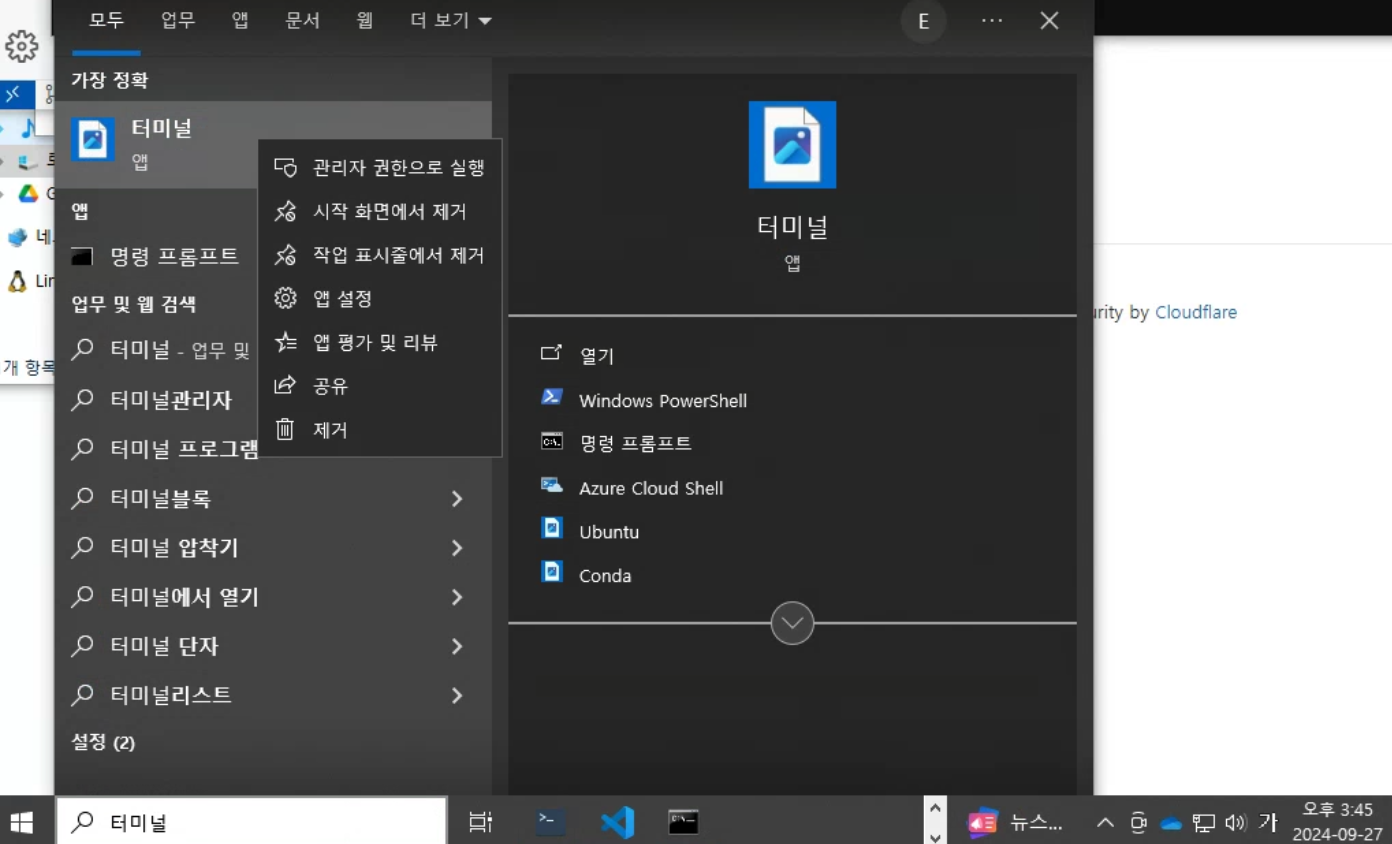 모두 업무 앱 문서 웹 더 보기
E
가장 정확
터미널
앱
관리자 권한으로 실행
시작 화면에서 제거
작업 표시줄에서 제거
앱 설정
앱 평가 및 리뷰
공유
제거
앱
명령 프롬프트
업무 및 웹 검색
터미널 - 업무 및
터미널관리자
터미널 프로그램
터미널블록
터미널 압착기
터미널에서 열기
터미널 단자
터미널리스트
설정 (2)
터미널
앱
열기
Windows PowerShell
명령 프롬프트
Azure Cloud Shell
Ubuntu
Conda
네
Lin
개 항목
urity by Cloudflare
터미널
뉴스...
가
오후 3:45
2024-09-27